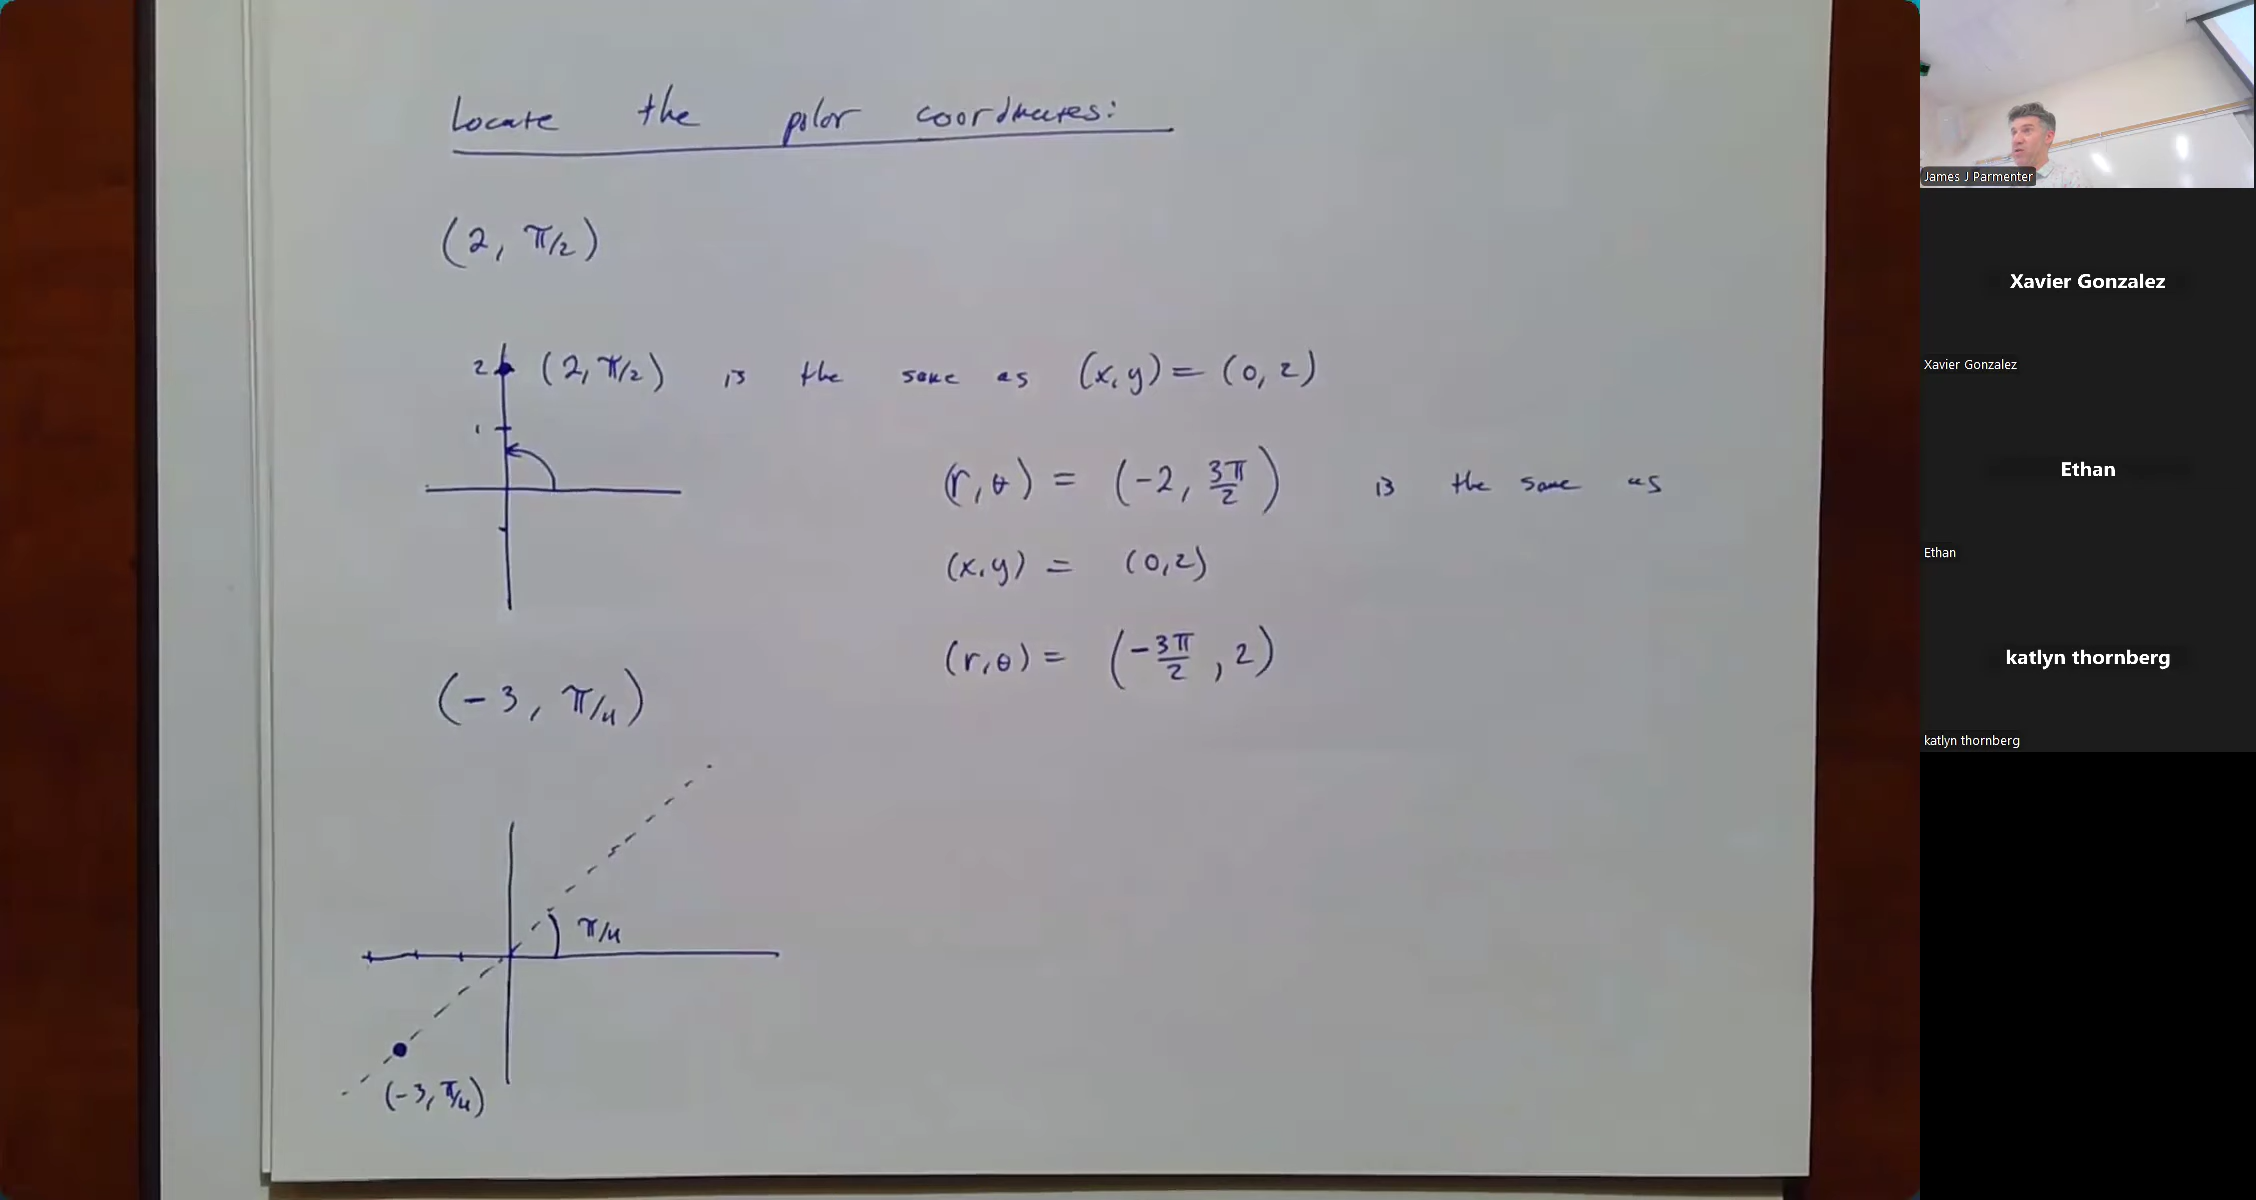 Locate the polar coordinates:
(2, π/2)
2 (2, π/2) is the same as (x,y) = (0,2)
1
(r,θ) = (-2, 3π/2) is the same as
(x,y) = (0,2)
(r,θ) = (-3π/2, 2)
(-3, π/4)
π/4
(-3, π/4)
James J Parmenter
Xavier Gonzalez
Xavier Gonzalez
Ethan
Ethan
katlyn thornberg
katlyn thornberg